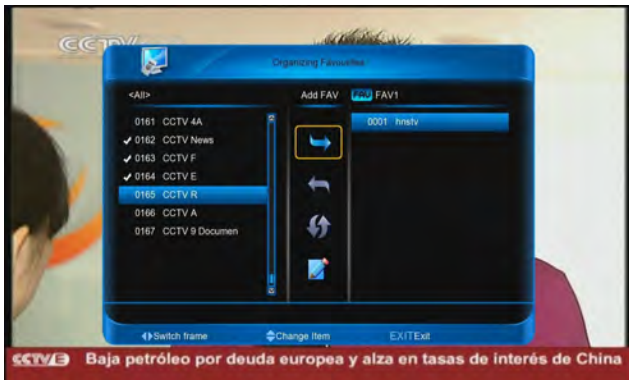 CCTV
Organizing Favourites
<All>
Add FAV
FAV FAV1
0161 CCTV 4A
0162 CCTV News
0163 CCTV F
0164 CCTV E
0165 CCTV R
0166 CCTV A
0167 CCTV 9 Documen
0001 hnstv
Switch frame
Change Item
EXITExit
CCTV E
Baja petróleo por deuda europea y alza en tasas de interés de China